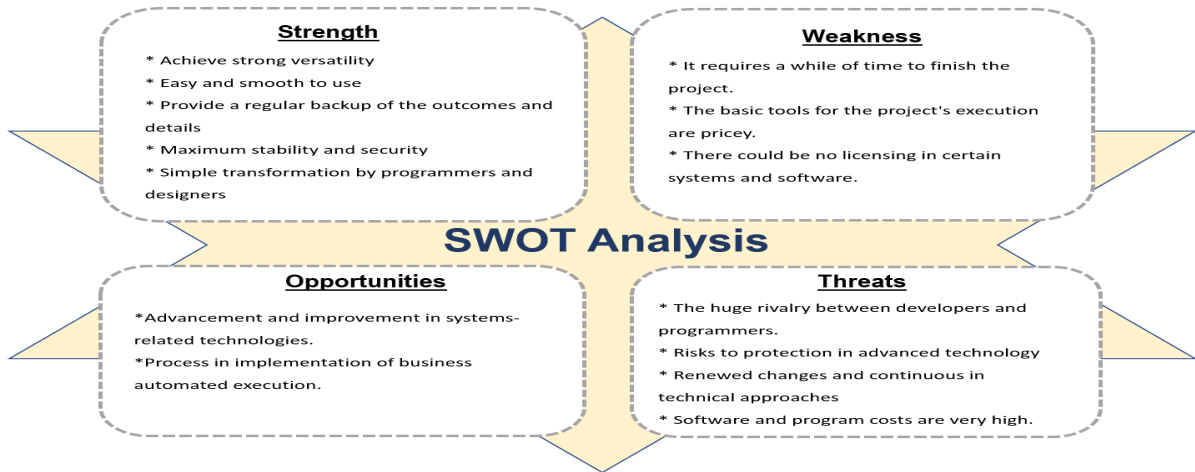 Strength
* Achieve strong versatility
* Easy and smooth to use
* Provide a regular backup of the outcomes and
details
* Maximum stability and security
* Simple transformation by programmers and
designers
Weakness
* It requires a while of time to finish the
project.
* The basic tools for the project's execution
are pricey.
* There could be no licensing in certain
systems and software.
SWOT Analysis
Opportunities
*Advancement and improvement in systems-
related technologies.
*Process in implementation of business
automated execution.
Threats
* The huge rivalry between developers and
programmers.
* Risks to protection in advanced technology
* Renewed changes and continuous in
technical approaches
* Software and program costs are very high.